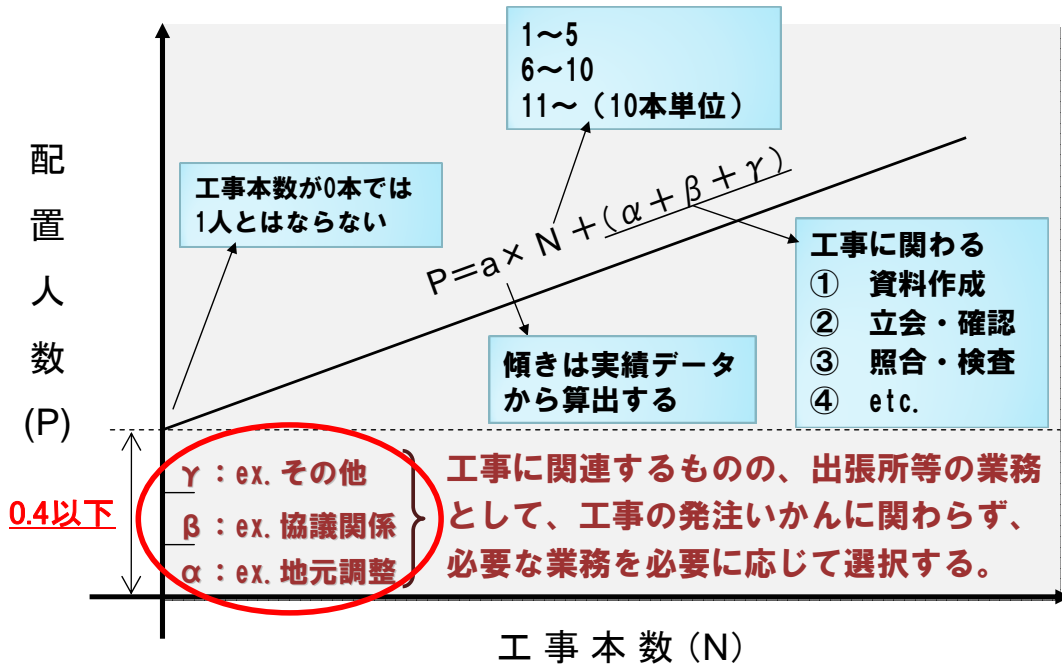 配置人数(P)
1～5
6～10
11～（10本単位）
工事本数が0本では
1人とはならない
P=a× N +(α+β+γ)
工事に関わる
① 資料作成
② 立会・確認
③ 照合・検査
④ etc.
傾きは実績データ
から算出する
0.4以下
γ：ex. その他
β：ex. 協議関係
α：ex. 地元調整
工事に関連するものの、出張所等の業務
として、工事の発注いかんに関わらず、
必要な業務を必要に応じて選択する。
工事本数(N)